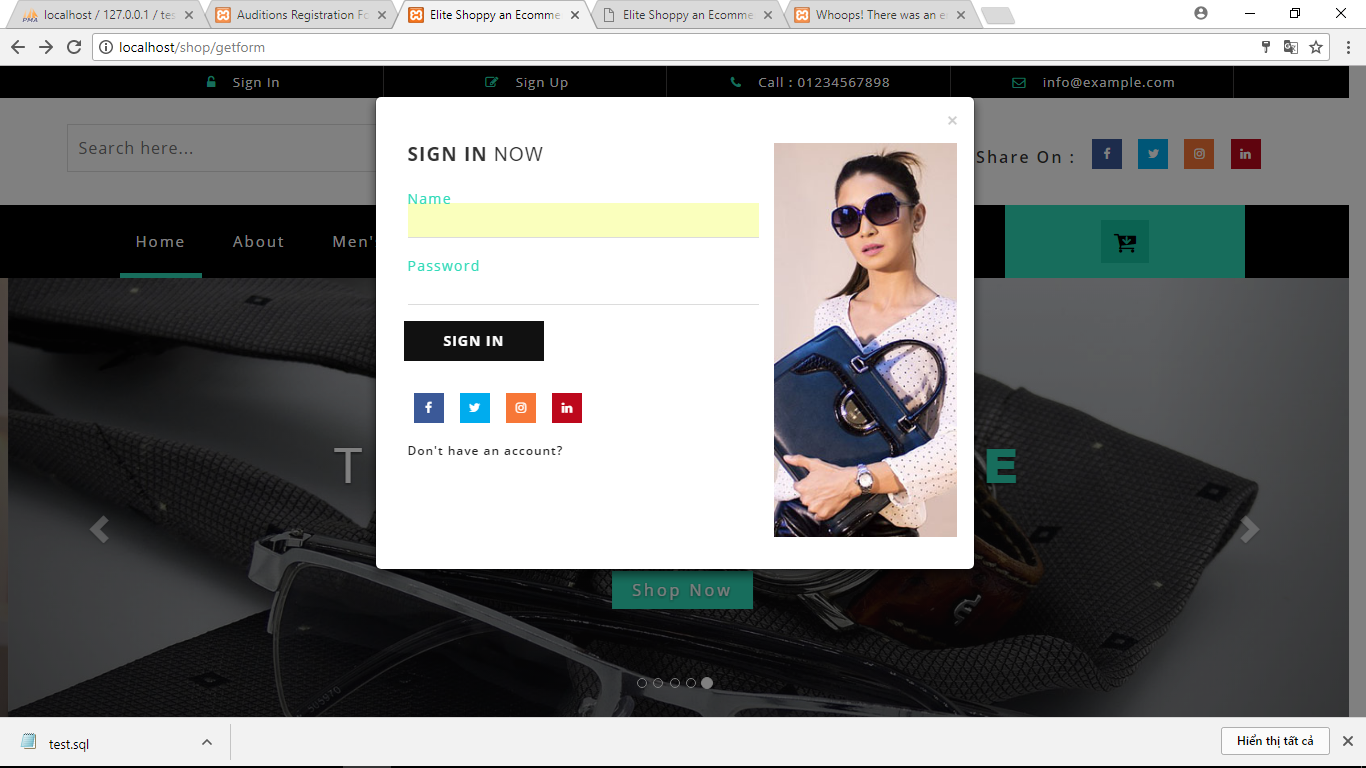 localhost / 127.0.0.1 / tes
Auditions Registration Fo
Elite Shoppy an Ecomme
Elite Shoppy an Ecomme
Whoops! There was an e
localhost/shop/getform
Sign In
Sign Up
Call : 01234567898
info@example.com
×
Search here...
SIGN IN NOW
Share On :
Name
Home
About
Men'
Password
SIGN IN
Don't have an account?
T
E
Shop Now
test.sql
Hiển thị tất cả